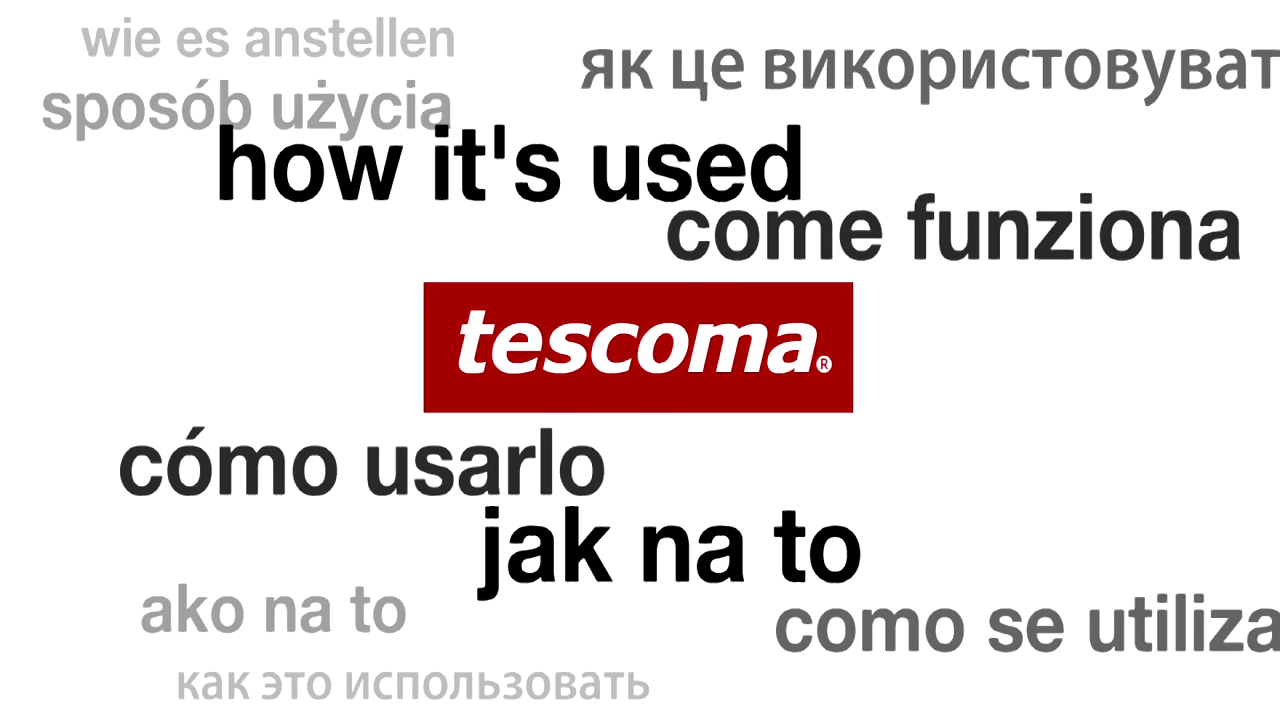 wie es anstellen
як це використовуват
sposób użycia
how it's used
come funziona
tescoma®
cómo usarlo
jak na to
ako na to
como se utiliza
как это использовать